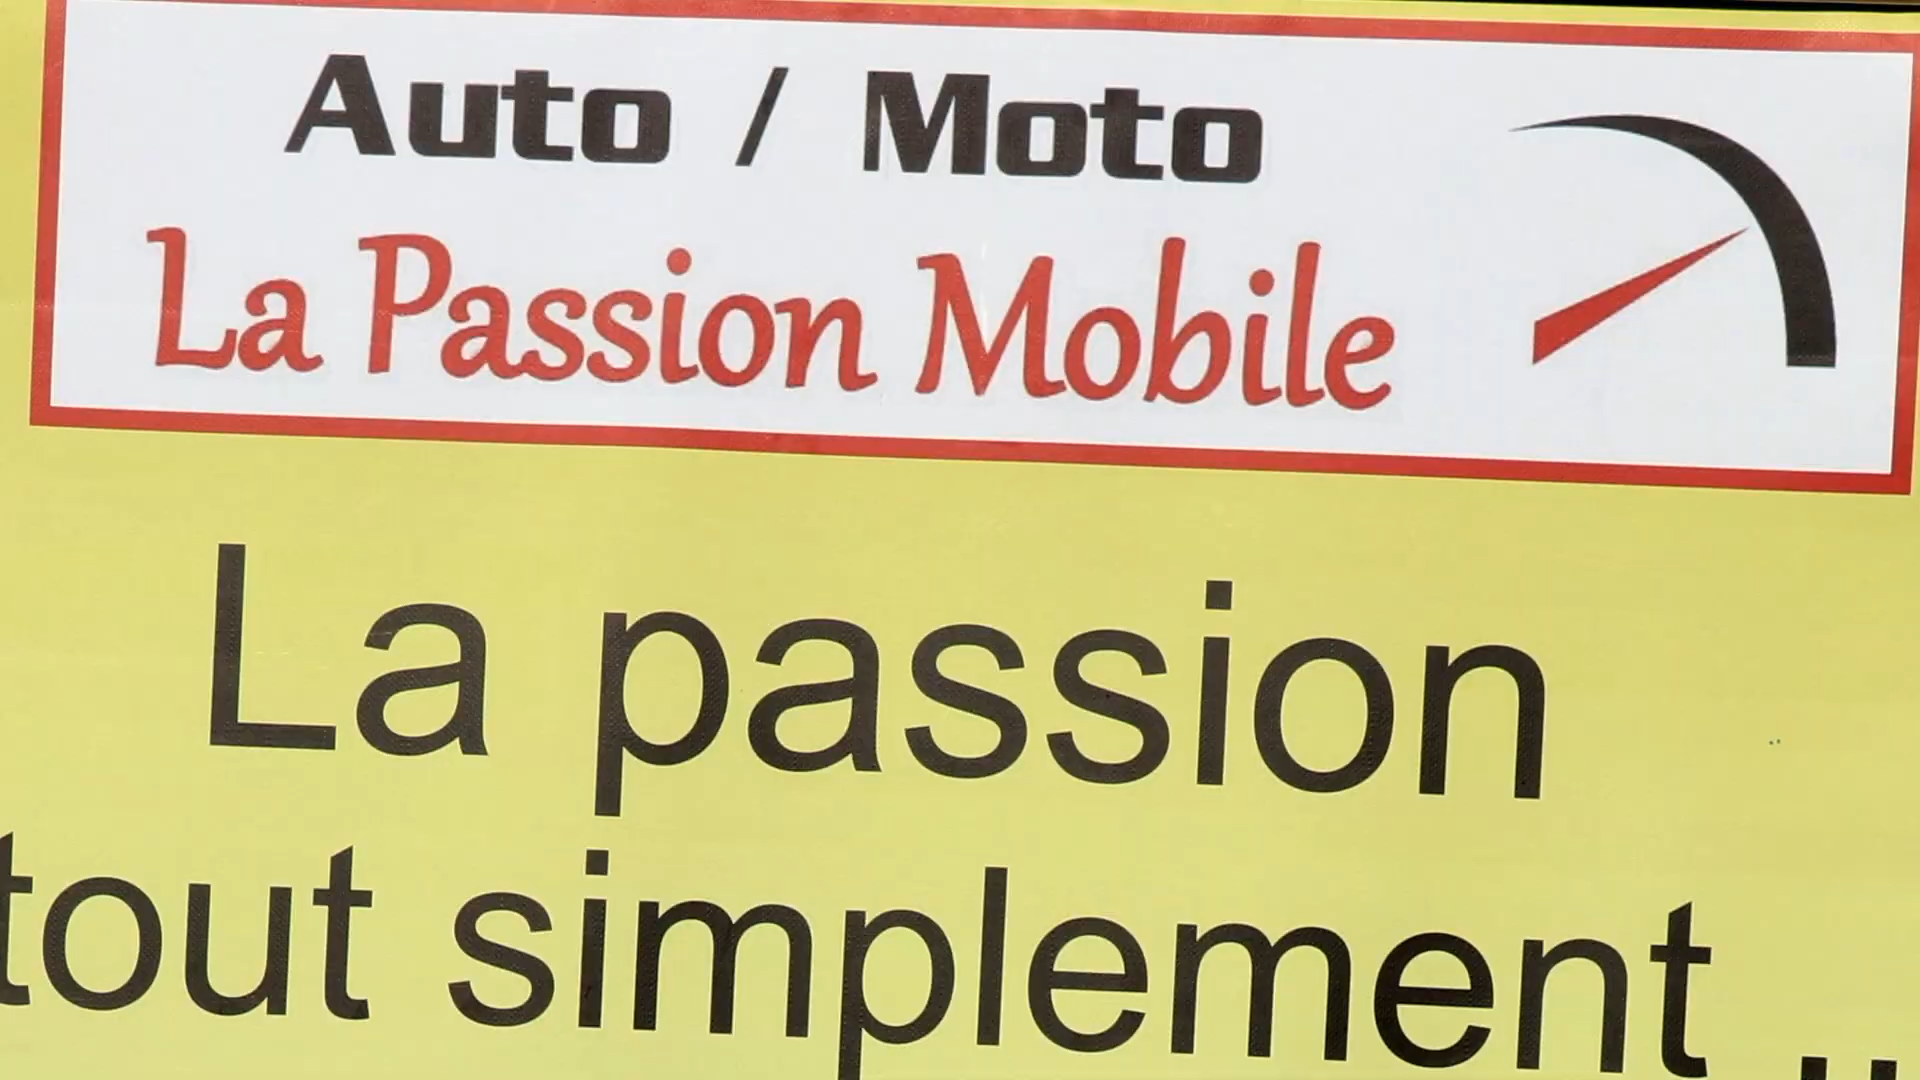 Auto / Moto
La Passion Mobile
La passion
tout simplement ..